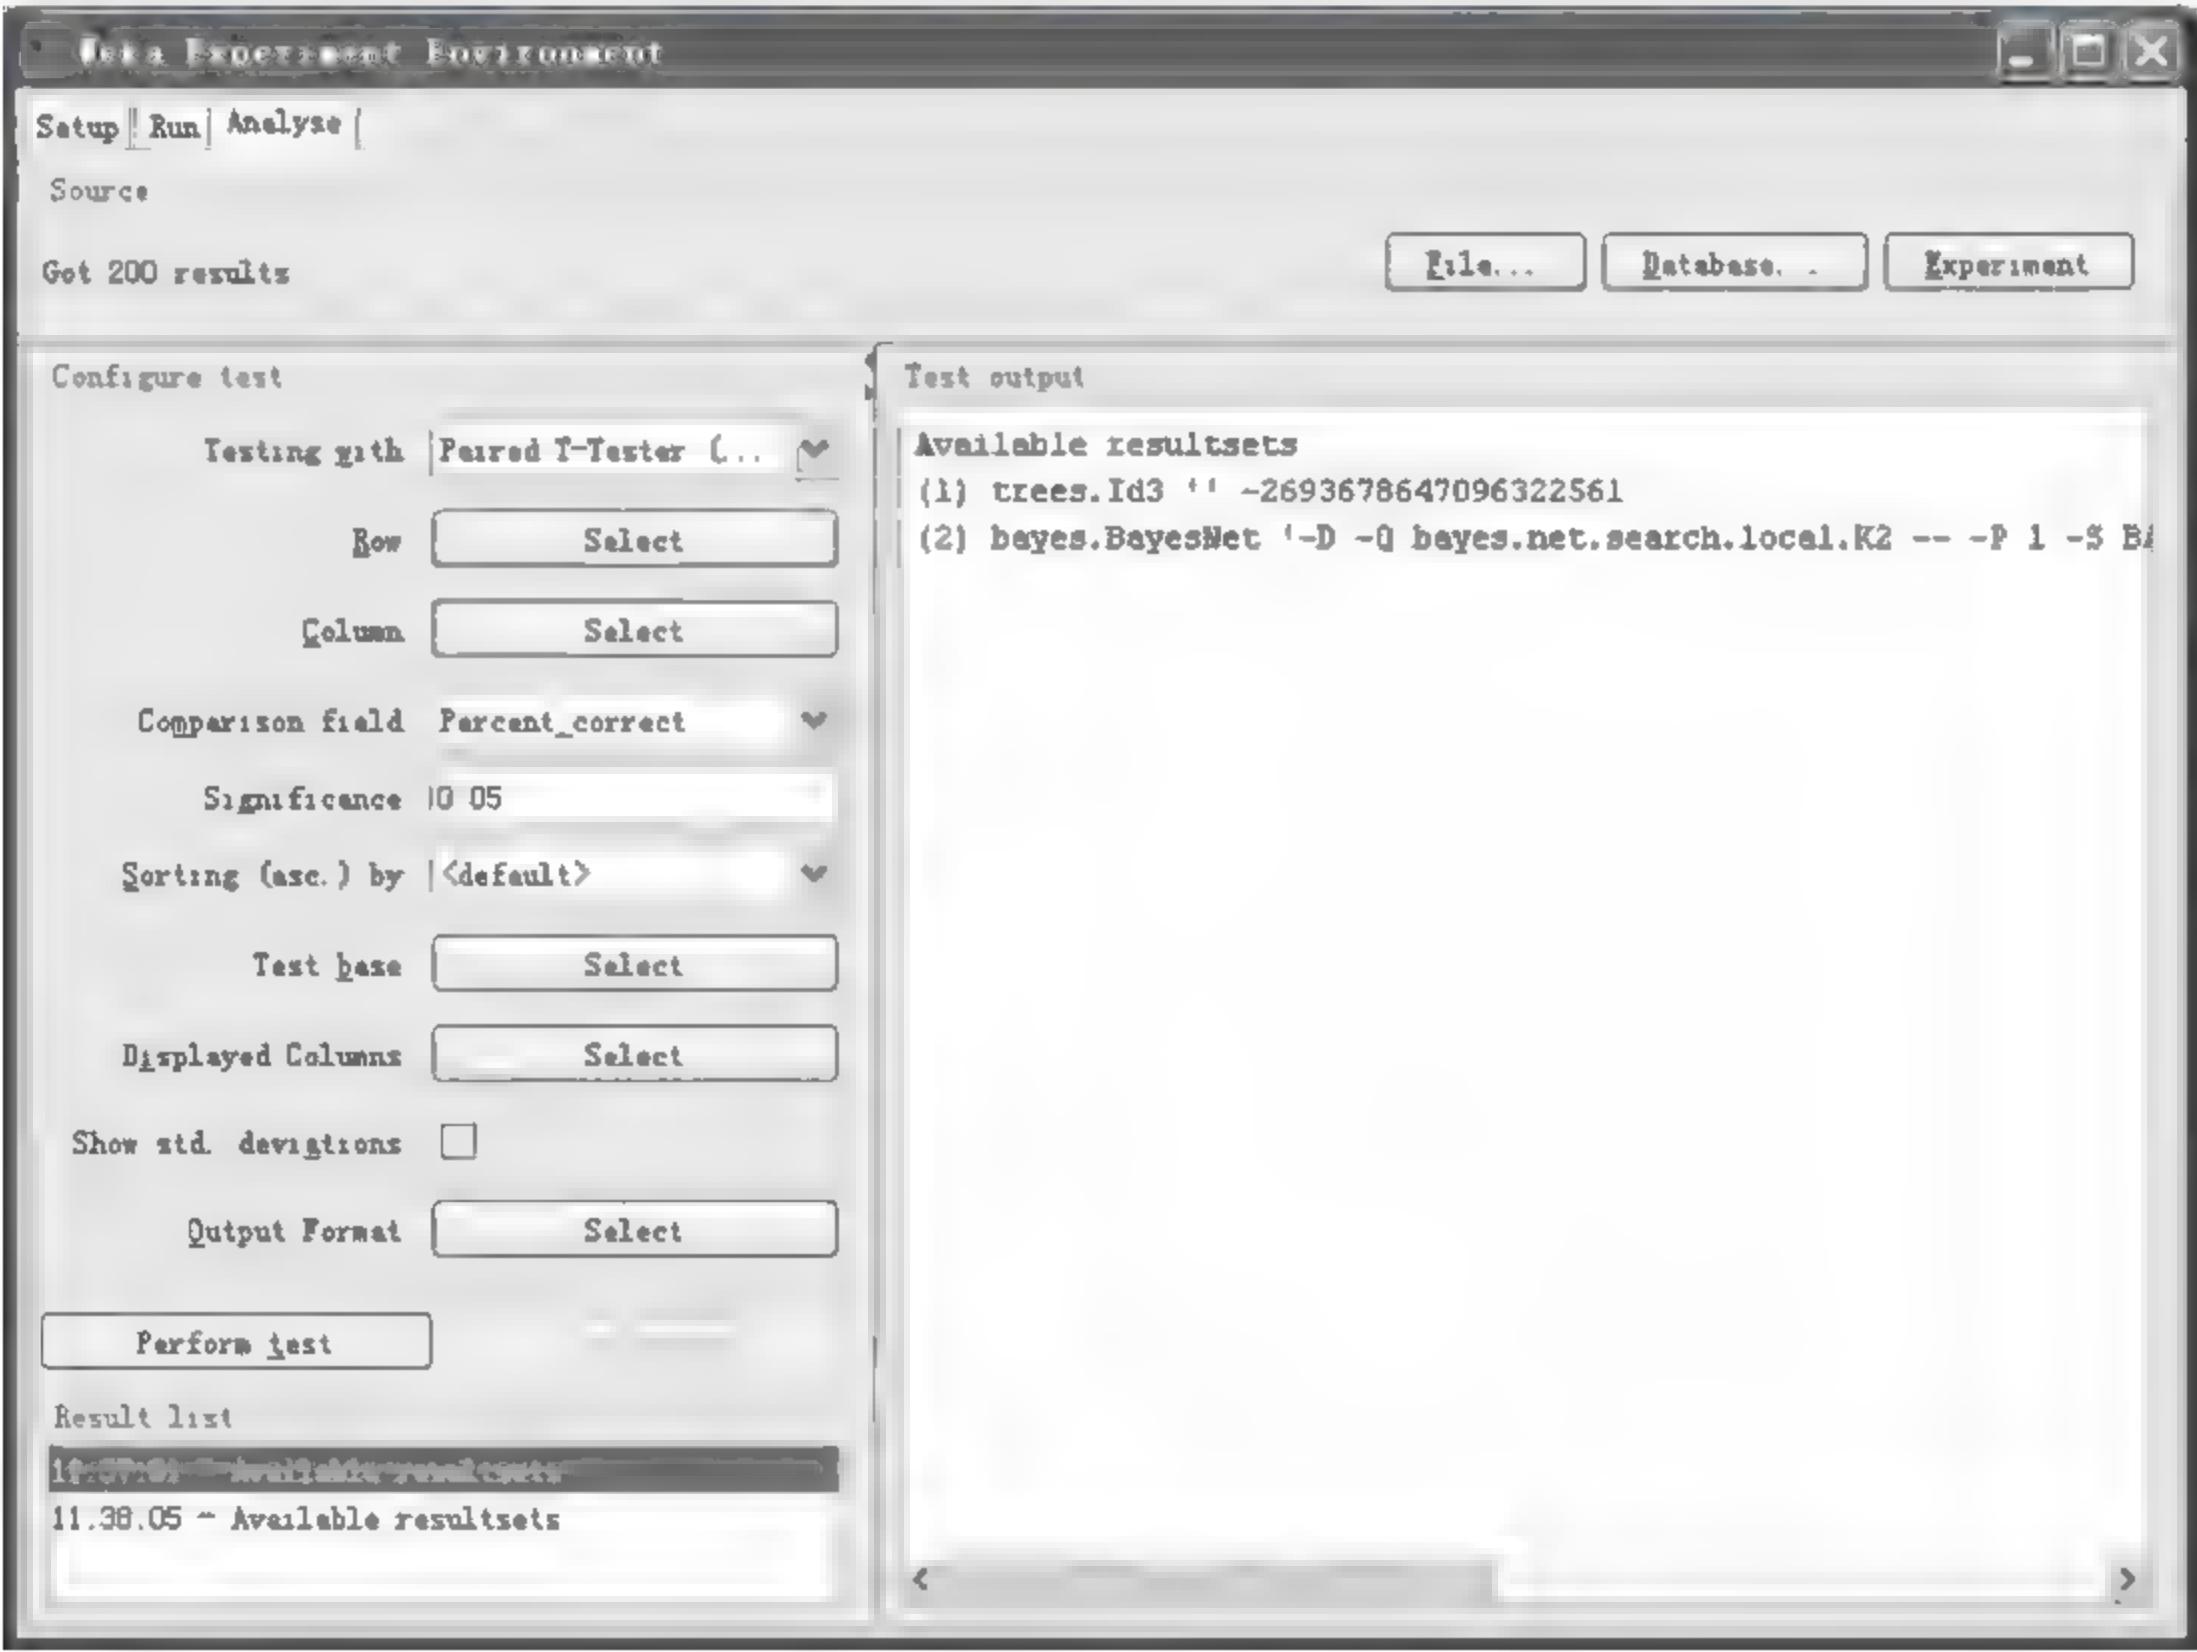 Weka Experiment Environment
Setup Run Analyse
Source
Got 200 results
File... Database... Experiment
Configure test
Testing with Paired T-Tester (...
Row Select
Column Select
Comparison field Percent_correct
Significance 0.05
Sorting (asc.) by <default>
Test base Select
Displayed Columns Select
Show std. deviations
Output Format Select
Perform test
Result list
Available resultsets
11:38:05 - Available resultsets
Test output
Available resultsets
(1) trees.Id3 '' -2693678647096322561
(2) bayes.BayesNet '-D -Q bayes.net.search.local.K2 -- -P 1 -S BA